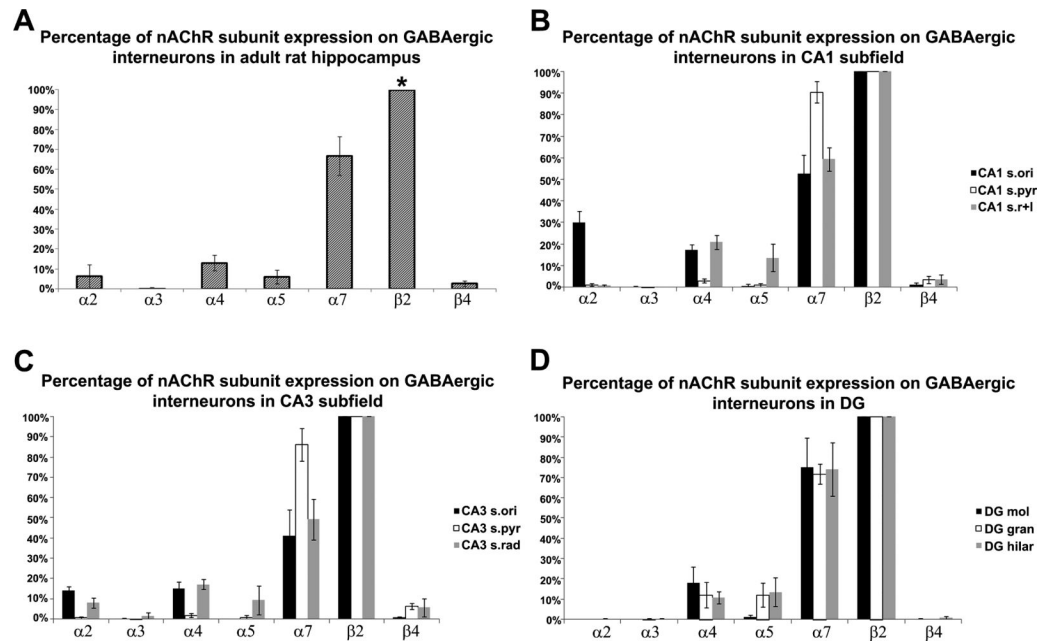 A
Percentage of nAChR subunit expression on GABAergic
interneurons in adult rat hippocampus
*
100%
90%
80%
70%
60%
50%
40%
30%
20%
10%
α2 α3 α4 α5 α7 β2 β4
B
Percentage of nAChR subunit expression on GABAergic
interneurons in CA1 subfield
100%
90%
80%
70%
60%
50%
40%
30%
20%
10%
0%
α2 α3 α4 α5 α7 β2 β4
CA1 s.ori
CA1 s.pyr
CA1 s.r+l
C
Percentage of nAChR subunit expression on GABAergic
interneurons in CA3 subfield
100%
90%
80%
70%
60%
50%
40%
30%
20%
10%
0%
α2 α3 α4 α5 α7 β2 β4
CA3 s.ori
CA3 s.pyr
CA3 s.rad
D
Percentage of nAChR subunit expression on GABAergic
interneurons in DG
100%
90%
80%
70%
60%
50%
40%
30%
20%
10%
0%
α2 α3 α4 α5 α7 β2 β4
DG mol
DG gran
DG hilar